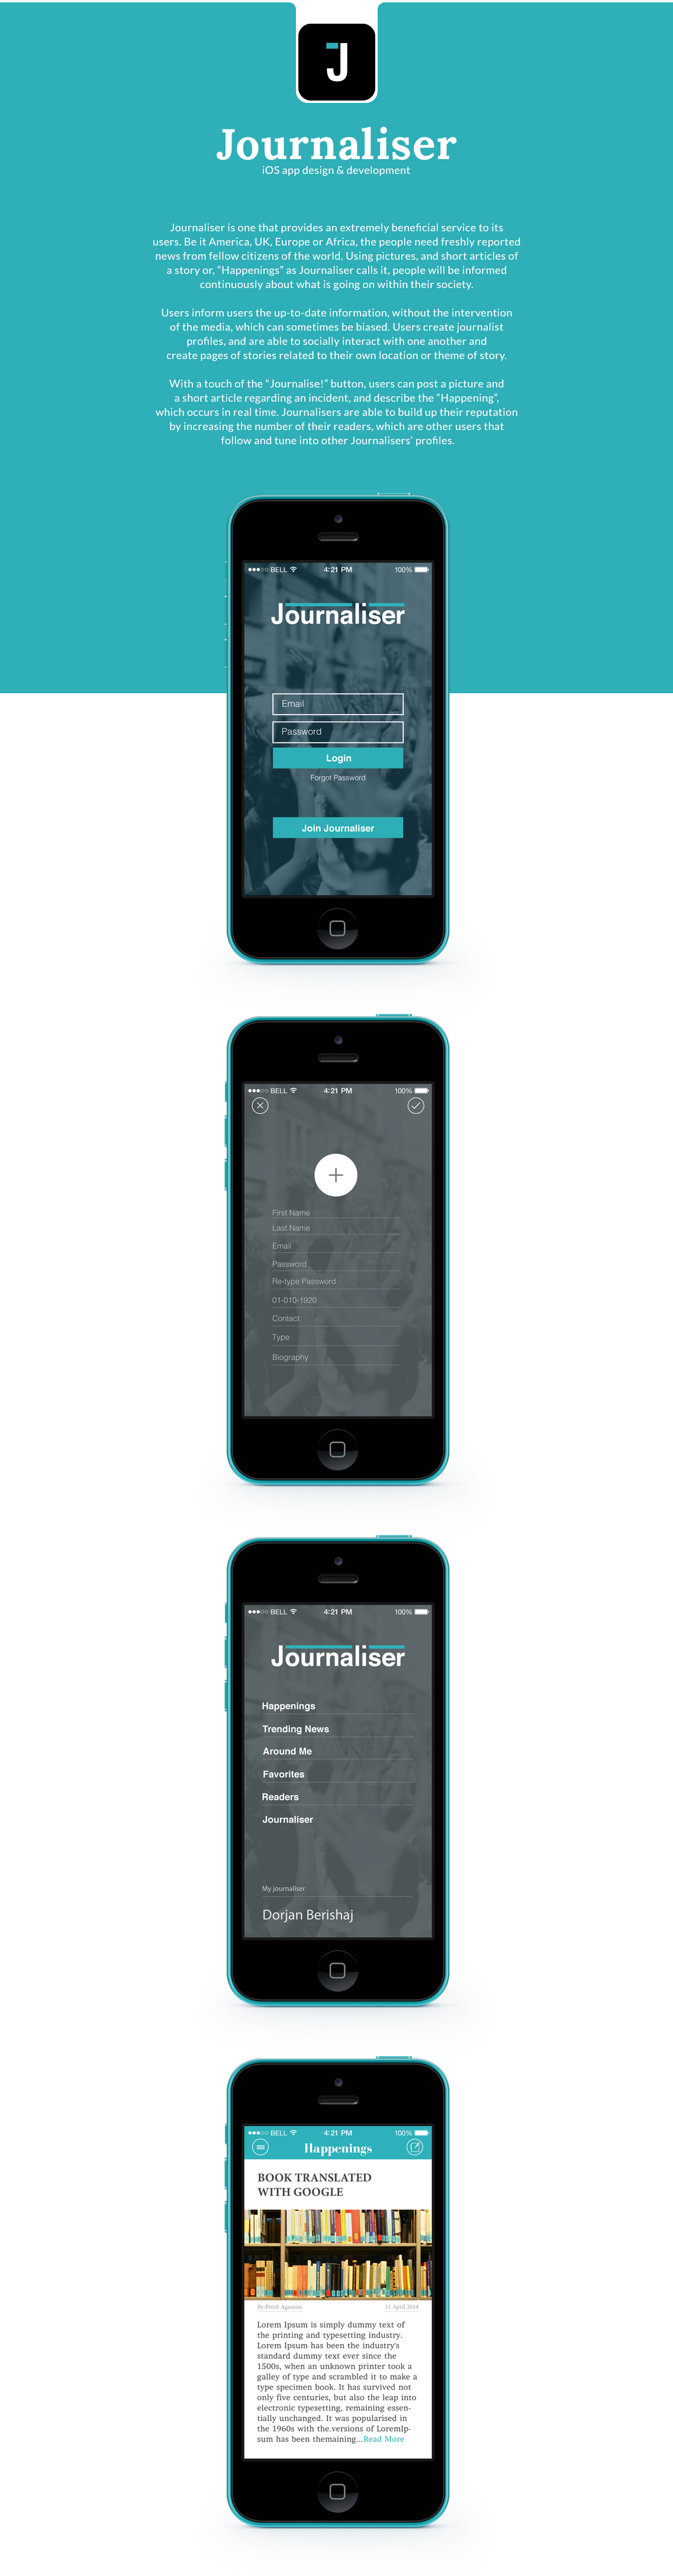 J
Journaliser
iOS app design & development
Journaliser is one that provides an extremely beneficial service to its
users. Be it America, UK, Europe or Africa, the people need freshly reported
news from fellow citizens of the world. Using pictures, and short articles of
a story or, "Happenings" as Journaliser calls it, people will be informed
continuously about what is going on within their society.
Users inform users the up-to-date information, without the intervention
of the media, which can sometimes be biased. Users create journalist
profiles, and are able to socially interact with one another and
create pages of stories related to their own location or theme of story.
With a touch of the "Journalise!" button, users can post a picture and
a short article regarding an incident, and describe the "Happening",
which occurs in real time. Journalisers are able to build up their reputation
by increasing the number of their readers, which are other users that
follow and tune into other Journalisers' profiles.
BELL 4:21 PM 100%
Journaliser
Email
Password
Login
Forgot Password
Join Journaliser
BELL 4:21 PM 100%
First Name
Last Name
Email
Password
Re-type Password
01-010-1920
Contact
Type
Biography
BELL 4:21 PM 100%
Journaliser
Happenings
Trending News
Around Me
Favorites
Readers
Journaliser
My journaliser
Dorjan Berishaj
BELL 4:21 PM 100%
Happenings
BOOK TRANSLATED
WITH GOOGLE
By: Agustini 11 April 2014
Lorem Ipsum is simply dummy text of
the printing and typesetting industry.
Lorem Ipsum has been the industry's
standard dummy text ever since the
1500s, when an unknown printer took a
galley of type and scrambled it to make a
type specimen book. It has survived not
only five centuries, but also the leap into
electronic typesetting, remaining essen-
tially unchanged. It was popularised in
the 1960s with the.versions of LoremIp-
sum has been themaining...Read More